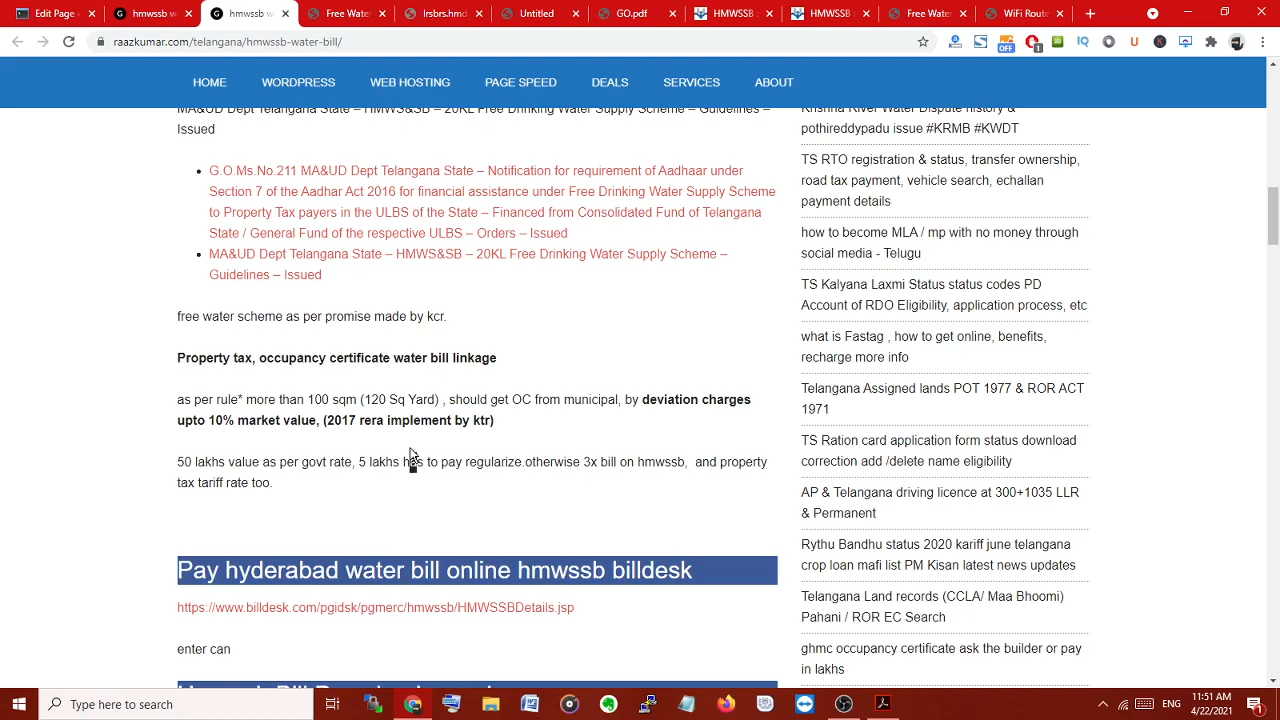 Edit Page ‹
hmwssb w
hmwssb w
Free Water
lrsbrs.hmd
Untitled
GO.pdf
HMWSSB :
HMWSSB :
Free Water
WiFi Route
raazkumar.com/telangana/hmwssb-water-bill/
OFF
1
IQ
HOME
WORDPRESS
WEB HOSTING
PAGE SPEED
DEALS
SERVICES
ABOUT
MA&UD Dept Telangana State – HMWS&SB – 20KL Free Drinking Water Supply Scheme – Guidelines –
Issued
G.O.Ms.No.211 MA&UD Dept Telangana State – Notification for requirement of Aadhaar under
Section 7 of the Aadhar Act 2016 for financial assistance under Free Drinking Water Supply Scheme
to Property Tax payers in the ULBS of the State – Financed from Consolidated Fund of Telangana
State / General Fund of the respective ULBS – Orders – Issued
MA&UD Dept Telangana State – HMWS&SB – 20KL Free Drinking Water Supply Scheme –
Guidelines – Issued
free water scheme as per promise made by kcr.
Property tax, occupancy certificate water bill linkage
as per rule* more than 100 sqm (120 Sq Yard) , should get OC from municipal, by deviation charges
upto 10% market value, (2017 rera implement by ktr)
50 lakhs value as per govt rate, 5 lakhs has to pay regularize.otherwise 3x bill on hmwssb, and property
tax tariff rate too.
Pay hyderabad water bill online hmwssb billdesk
https://www.billdesk.com/pgidsk/pgmerc/hmwssb/HMWSSBDetails.jsp
enter can
Krishna River Water Dispute history &
pothireddypadu issue #KRMB #KWDT
TS RTO registration & status, transfer ownership,
road tax payment, vehicle search, echallan
payment details
how to become MLA / mp with no money through
social media - Telugu
TS Kalyana Laxmi Status status codes PD
Account of RDO Eligibility, application process, etc
what is Fastag , how to get online, benefits,
recharge more info
Telangana Assigned lands POT 1977 & ROR ACT
1971
TS Ration card application form status download
correction add /delete name eligibility
AP & Telangana driving licence at 300+1035 LLR
& Permanent
Rythu Bandhu status 2020 kariff june telangana
crop loan mafi list PM Kisan latest news updates
Telangana Land records (CCLA/ Maa Bhoomi)
Pahani / ROR EC Search
ghmc occupancy certificate ask the builder or pay
in lakhs
Type here to search
ENG
11:51 AM
4/22/2021
1